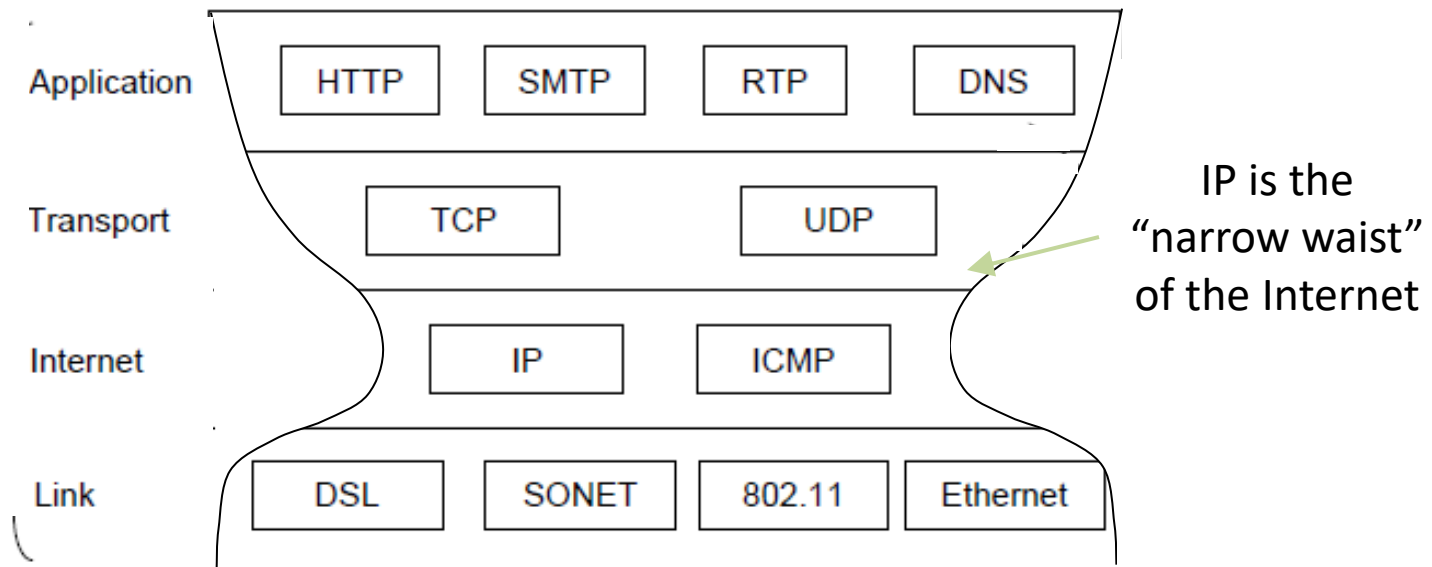 Application
HTTP
SMTP
RTP
DNS
Transport
TCP
UDP
IP is the
“narrow waist”
of the Internet
Internet
IP
ICMP
Link
DSL
SONET
802.11
Ethernet